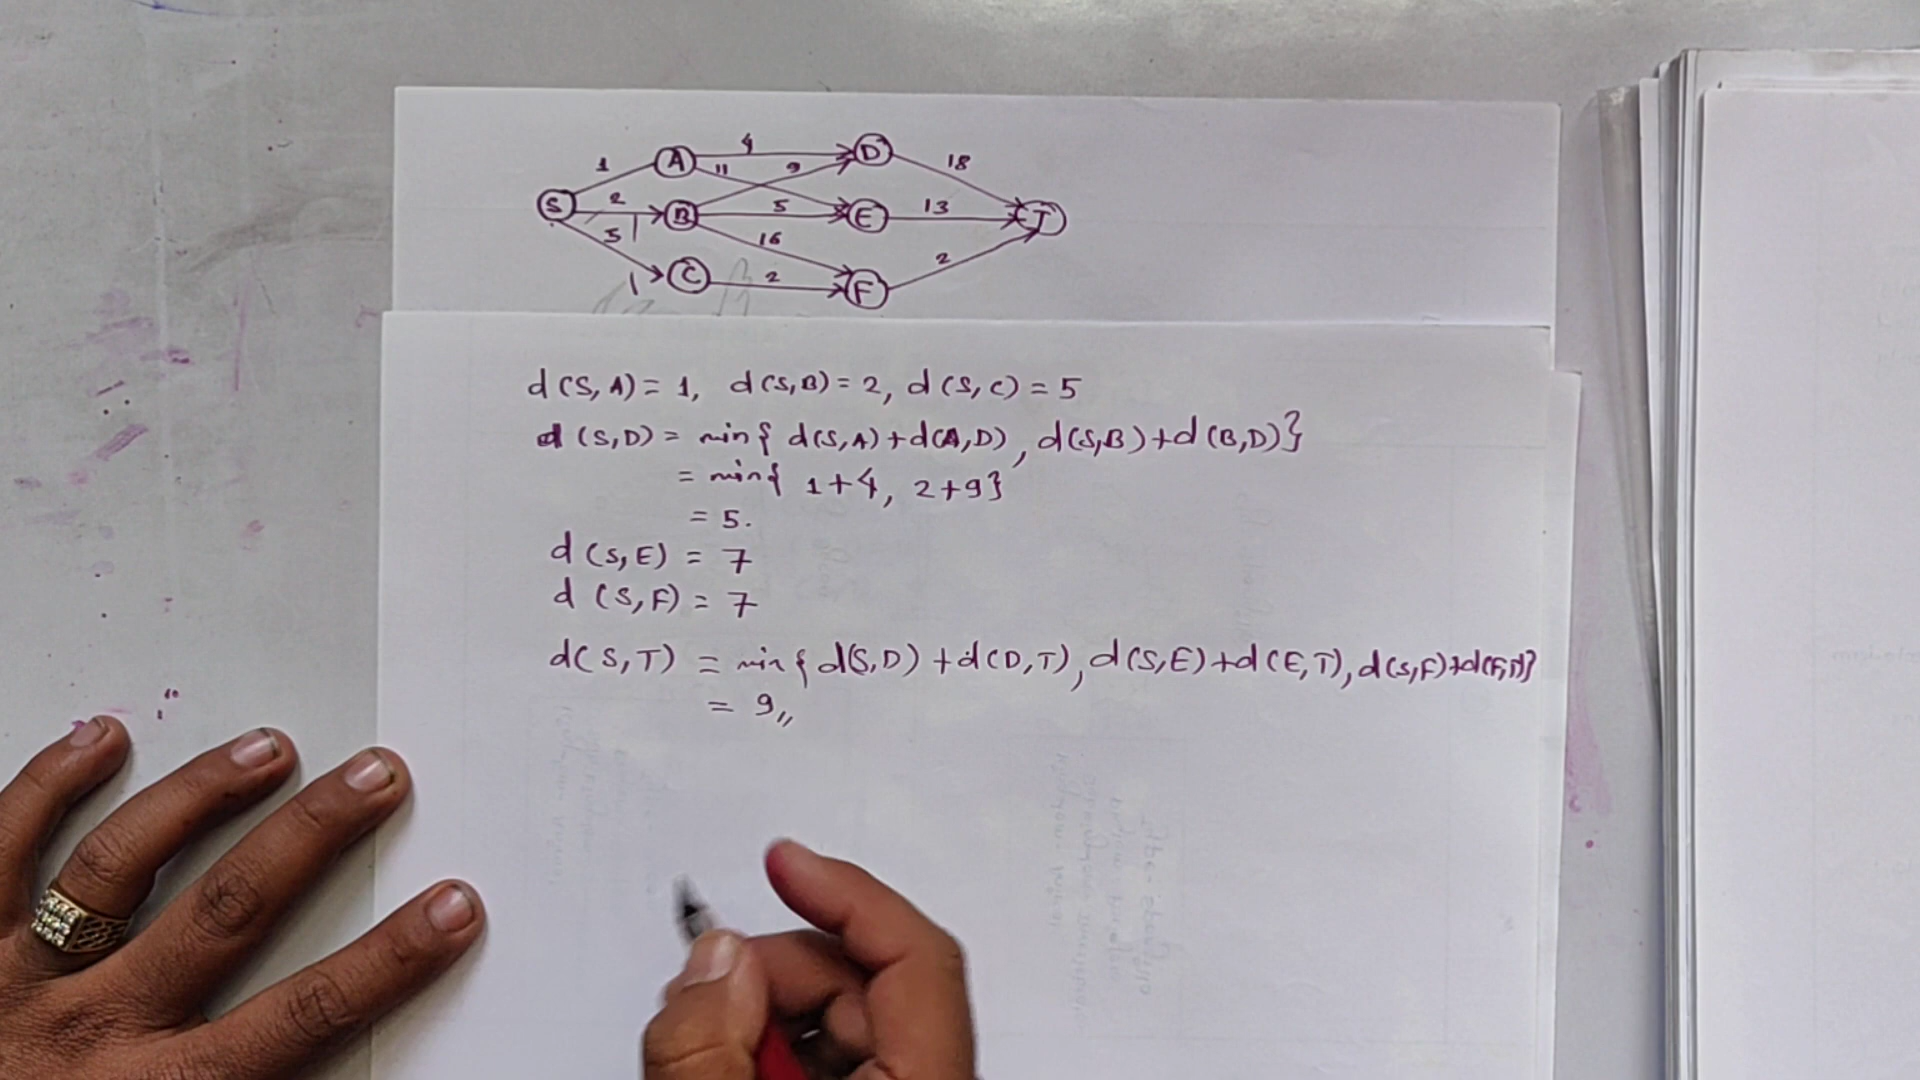 1 A 4 D 18
11 9
S 2 B 5 E 13 T
5 16
C 2 F 2
d(S,A) = 1, d(S,B) = 2, d(S,C) = 5
d(S,D) = min{ d(S,A)+d(A,D), d(S,B)+d(B,D)}
= min{ 1+4, 2+9}
= 5.
d(S,E) = 7
d(S,F) = 7
d(S,T) = min{ d(S,D)+d(D,T), d(S,E)+d(E,T), d(S,F)+d(F,T)}
= 9,,